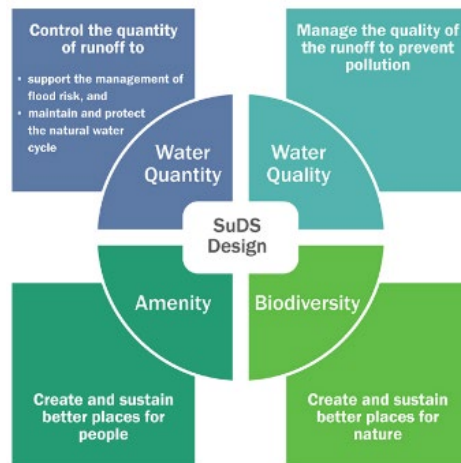 Control the quantity
of runoff to
• support the management of
flood risk, and
• maintain and protect
the natural water
cycle
Manage the quality of
the runoff to prevent
pollution
Water
Quantity
Water
Quality
SuDS
Design
Amenity
Biodiversity
Create and sustain
better places for
people
Create and sustain
better places for
nature